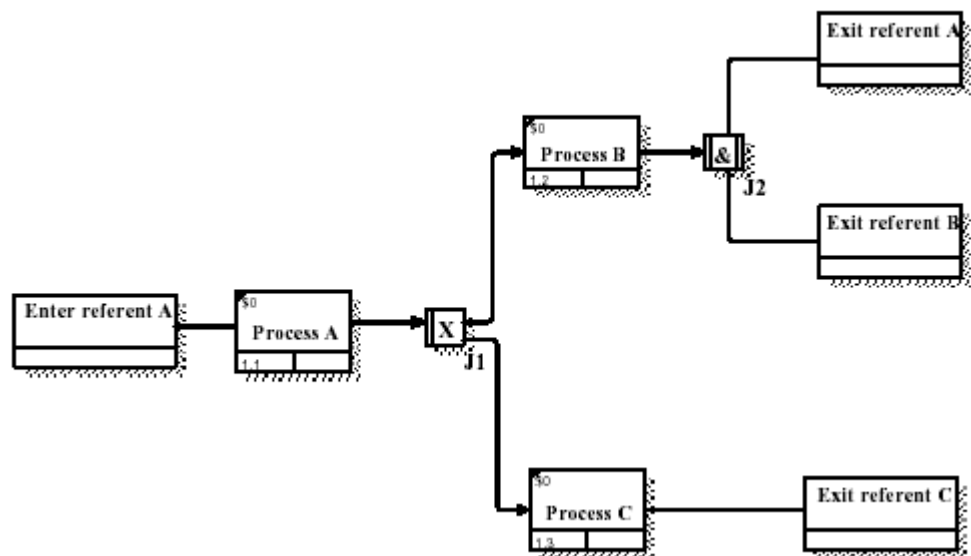 Exit referent A
$0
Process B
1.2
&
J2
Exit referent B
Enter referent A
$0
Process A
1.1
X
J1
$0
Process C
1.3
Exit referent C